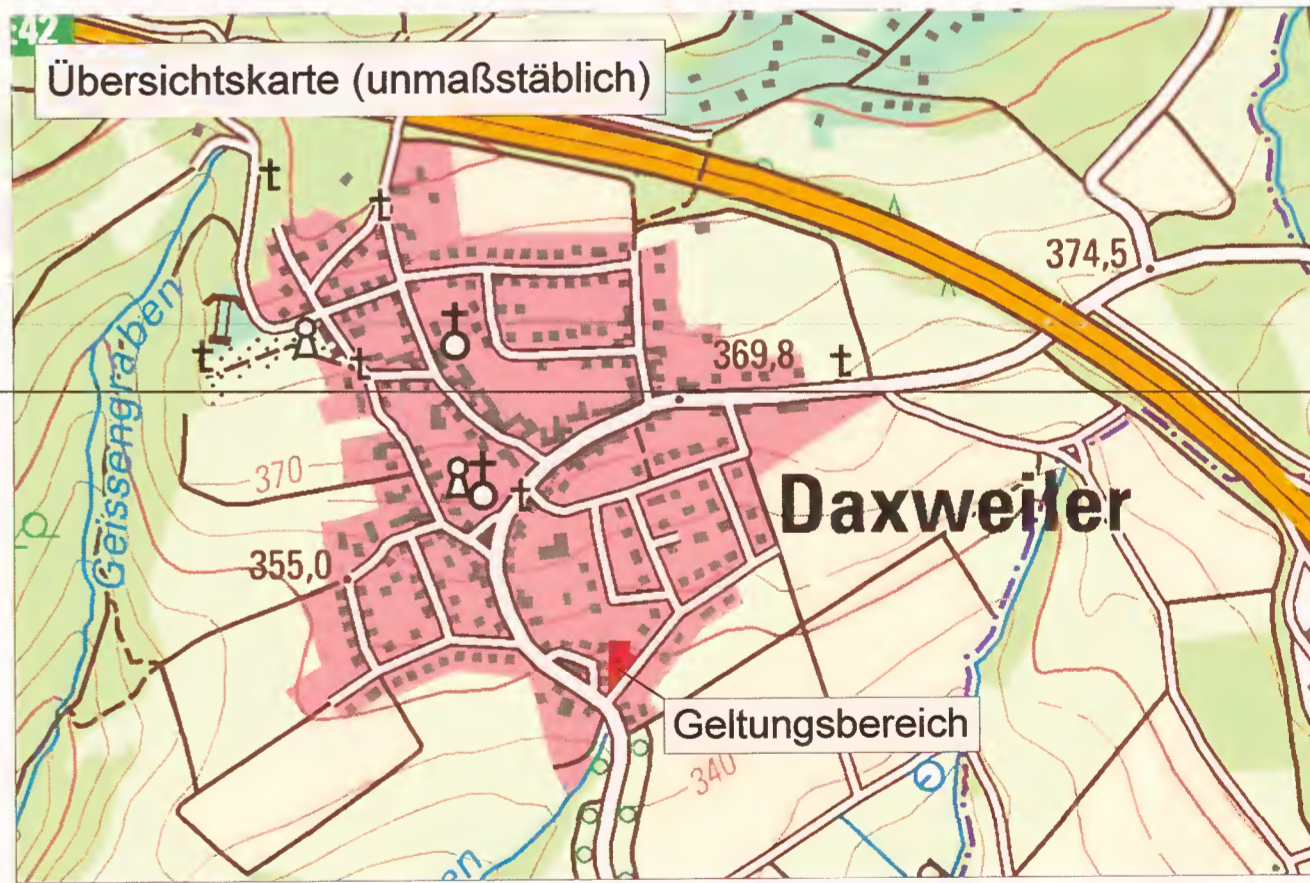 :42
Übersichtskarte (unmaßstäblich)
374,5
369,8
Geissengraben
370
Daxweiler
355,0
Geltungsbereich
340